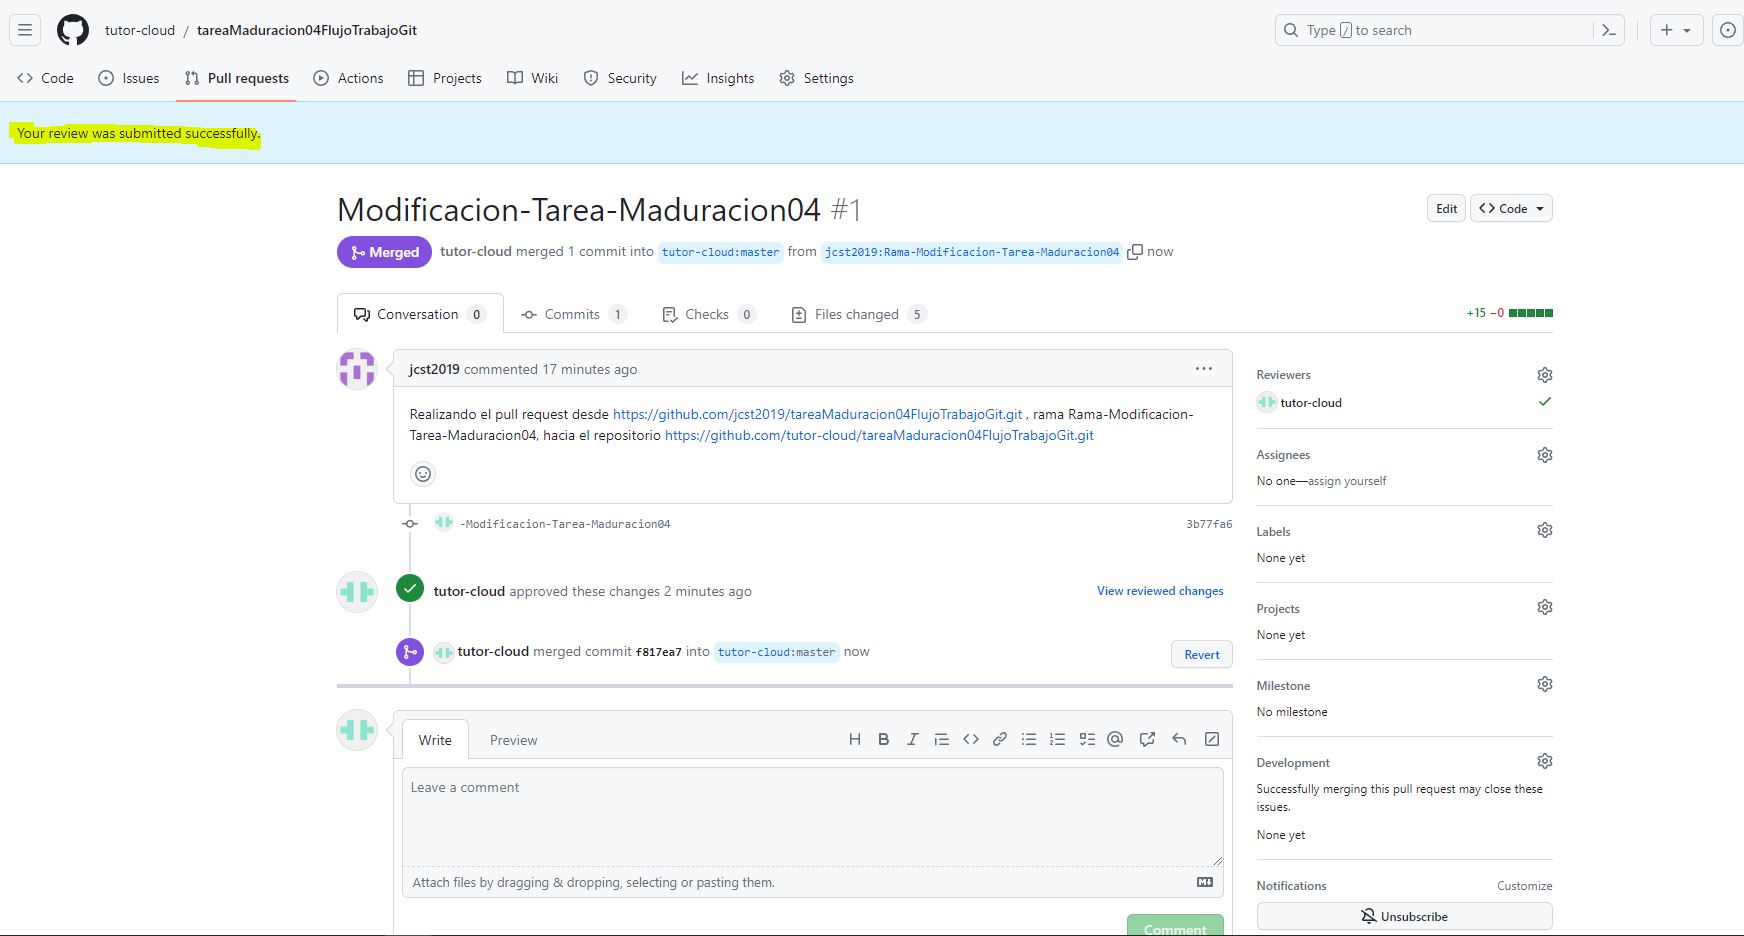 tutor-cloud / tareaMaduracion04FlujoTrabajoGit
Type / to search
Code Issues Pull requests Actions Projects Wiki Security Insights Settings
Your review was submitted successfully.
Modificacion-Tarea-Maduracion04 #1
Edit
Code
Merged
tutor-cloud merged 1 commit into tutor-cloud:master from jcst2019:Rama-Modificacion-Tarea-Maduracion04 now
Conversation 0 Commits 1 Checks 0 Files changed 5
+15 −0
jcst2019 commented 17 minutes ago
Realizando el pull request desde https://github.com/jcst2019/tareaMaduracion04FlujoTrabajoGit.git , rama Rama-Modificacion-
Tarea-Maduracion04, hacia el repositorio https://github.com/tutor-cloud/tareaMaduracion04FlujoTrabajoGit.git
-Modificacion-Tarea-Maduracion04 3b77fa6
tutor-cloud approved these changes 2 minutes ago
View reviewed changes
tutor-cloud merged commit f817ea7 into tutor-cloud:master now
Revert
Write Preview
Leave a comment
Attach files by dragging & dropping, selecting or pasting them.
Comment
Reviewers
tutor-cloud
Assignees
No one—assign yourself
Labels
None yet
Projects
None yet
Milestone
No milestone
Development
Successfully merging this pull request may close these
issues.
None yet
Notifications Customize
Unsubscribe